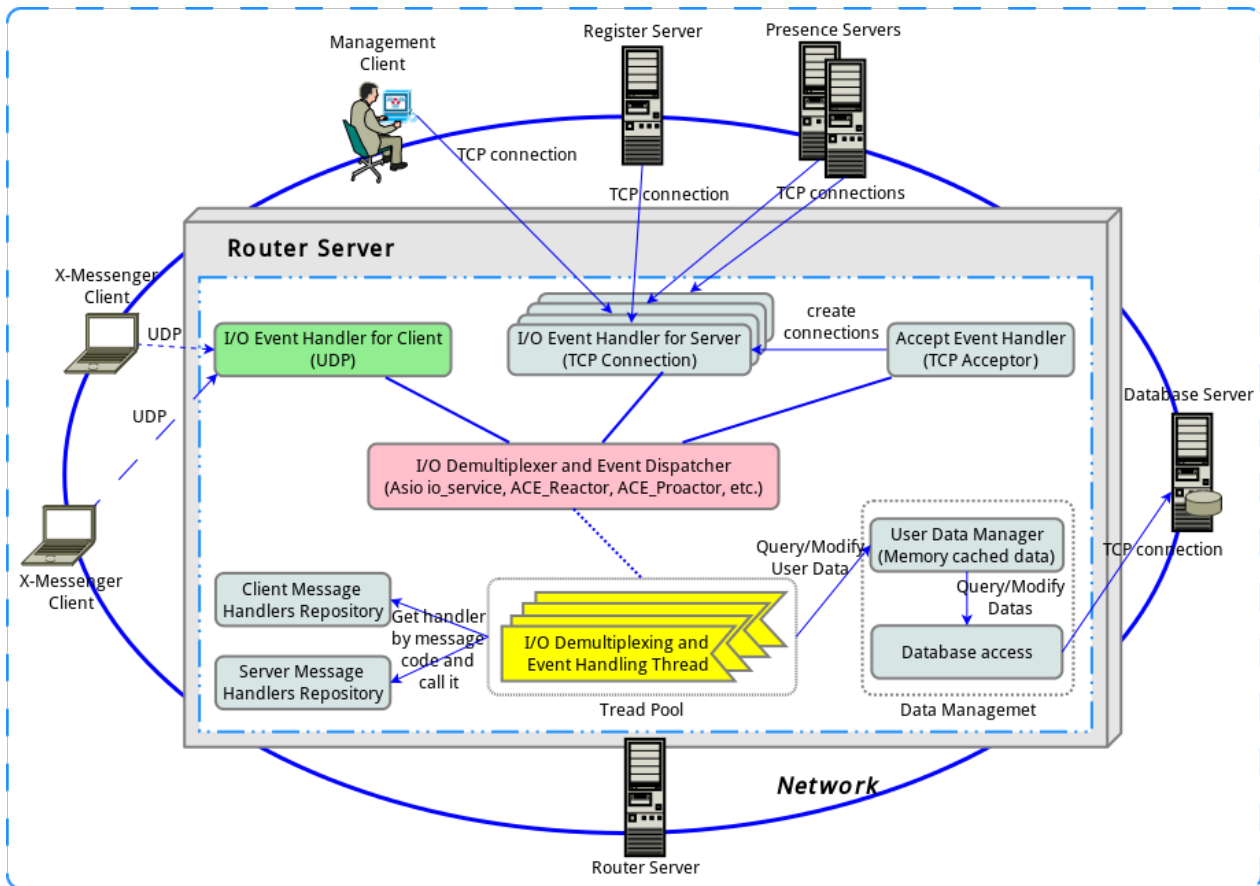 Management
Client
Register Server
Presence Servers
TCP connection
TCP connection
TCP connections
Router Server
X-Messenger
Client
UDP
I/O Event Handler for Client
(UDP)
I/O Event Handler for Server
(TCP Connection)
create
connections
Accept Event Handler
(TCP Acceptor)
UDP
Database Server
I/O Demultiplexer and Event Dispatcher
(Asio io_service, ACE_Reactor, ACE_Proactor, etc.)
X-Messenger
Client
Query/Modify
User Data
User Data Manager
(Memory cached data)
TCP connection
Client Message
Handlers Repository
Get handler
by message
code and
call it
Query/Modify
Datas
I/O Demultiplexing and
Event Handling Thread
Database access
Server Message
Handlers Repository
Tread Pool
Data Managemet
Network
Router Server